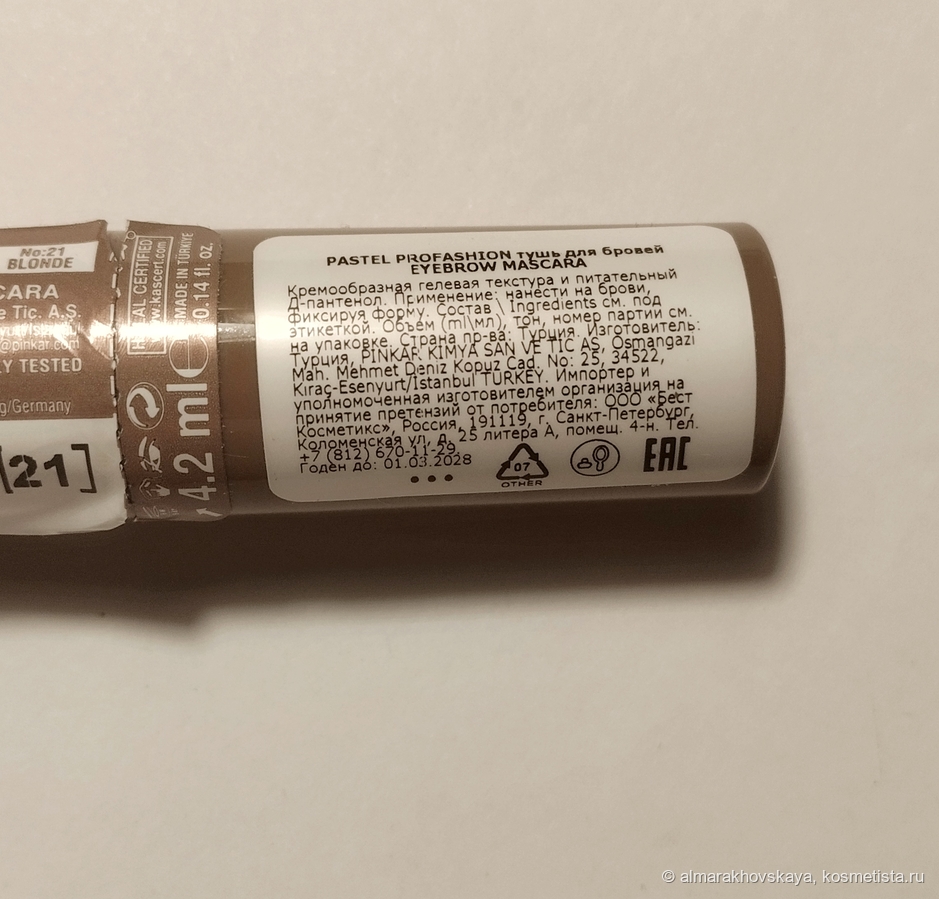 No:21
BLONDE
CARA
e Tic. A.Ş.
@pinkar.com
Y TESTED
g/Germany
[21]
AL CERTIFIED
w.kascert.com
MADE IN TÜRKİYE
4.2 ml e 0.14 fl. oz.
PASTEL PROFASHION тушь для бровей
EYEBROW MASCARA
Кремообразная гелевая текстура и питательный
Д-пантенол. Применение: нанести на брови,
фиксируя форму. Состав \ Ingredients см. под
этикеткой. Объем (ml\мл), тон, номер партии см.
на упаковке. Страна пр-ва: Турция. Изготовитель:
Турция, PINKAR KIMYA SAN VE TIC AS, Osmangazi
Mah. Mehmet Deniz Kopuz Cad. No: 25, 34522,
Kıraç-Esenyurt/İstanbul TURKEY. Импортер и
уполномоченная изготовителем организация на
принятие претензий от потребителя: ООО «Бест
Косметикс», Россия, 191119, г. Санкт-Петербург,
Коломенская ул, д. 25 литера А, помещ. 4-н. Тел.
+7 (812) 670-11-29.
Годен до: 01.03.2028
07
OTHER
EAC
© almarakhovskaya, kosmetista.ru